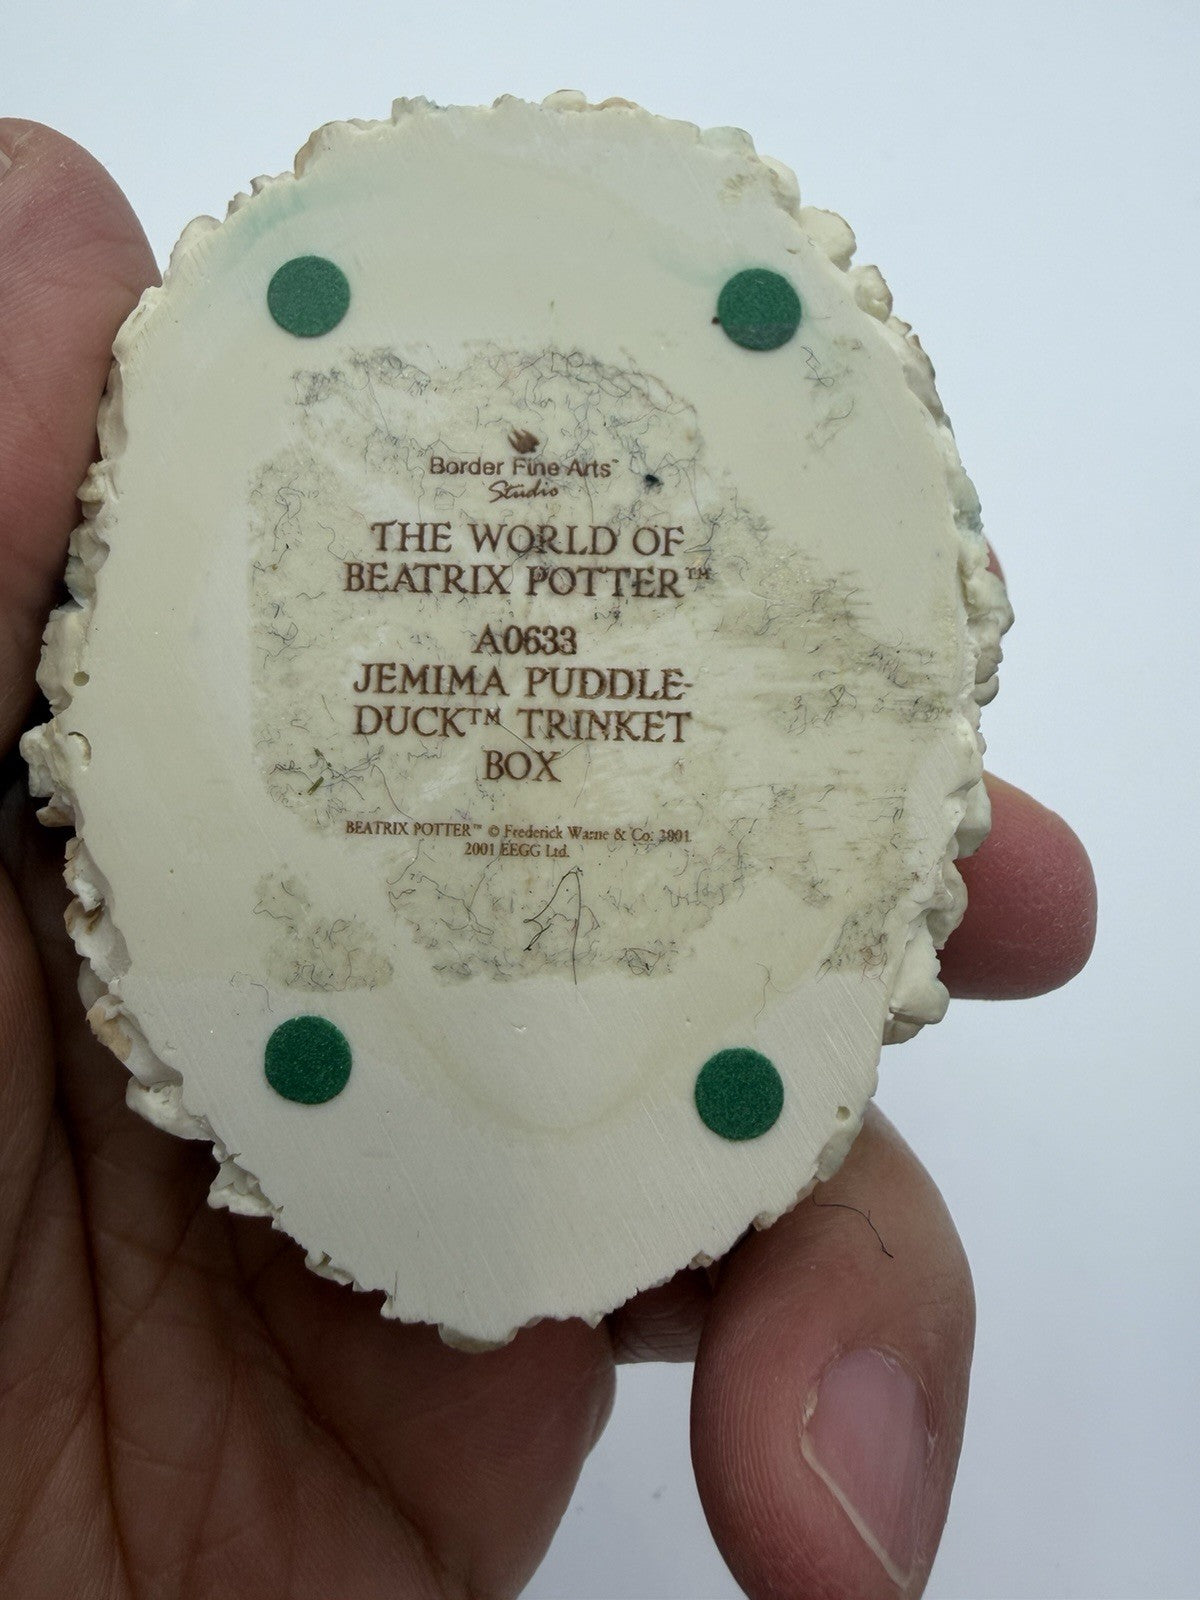 Border Fine Arts™
Studio
THE WORLD OF
BEATRIX POTTER™
A0633
JEMIMA PUDDLE-
DUCK™ TRINKET
BOX
BEATRIX POTTER™ © Frederick Warne & Co. 2001
2001 EEGG Ltd.